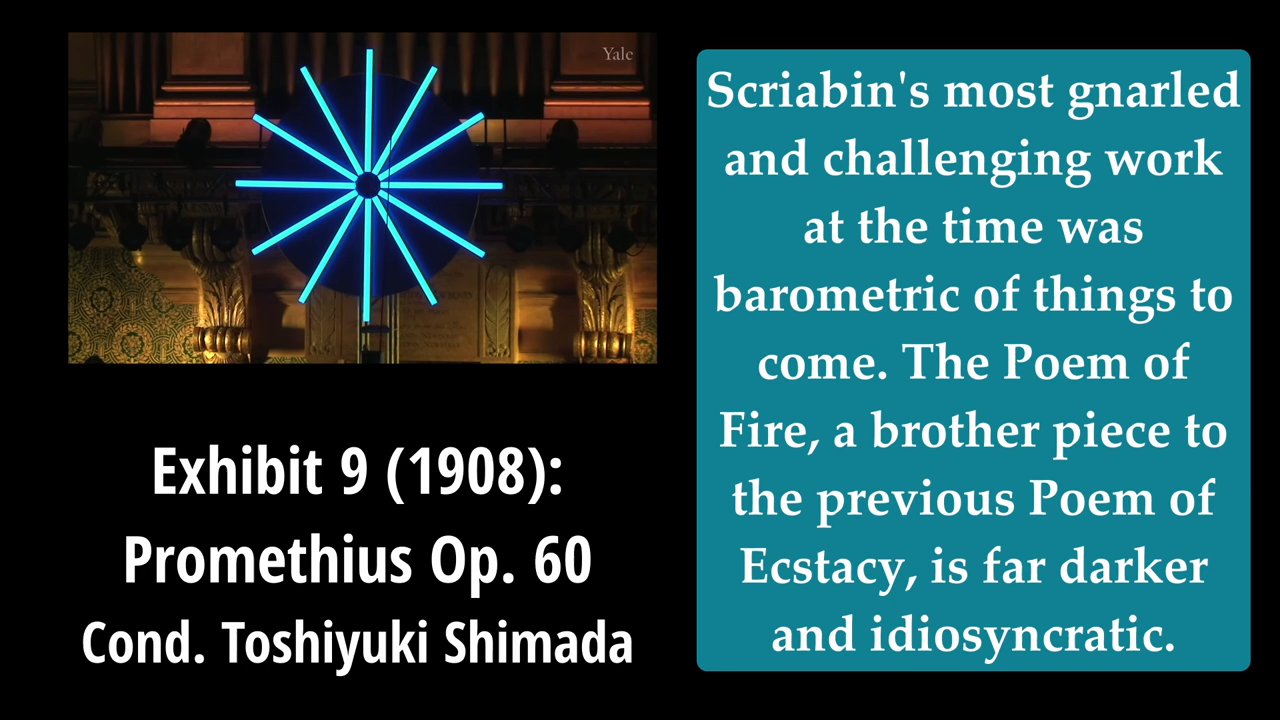 Yale
Exhibit 9 (1908):
Promethius Op. 60
Cond. Toshiyuki Shimada
Scriabin's most gnarled
and challenging work
at the time was
barometric of things to
come. The Poem of
Fire, a brother piece to
the previous Poem of
Ecstacy, is far darker
and idiosyncratic.